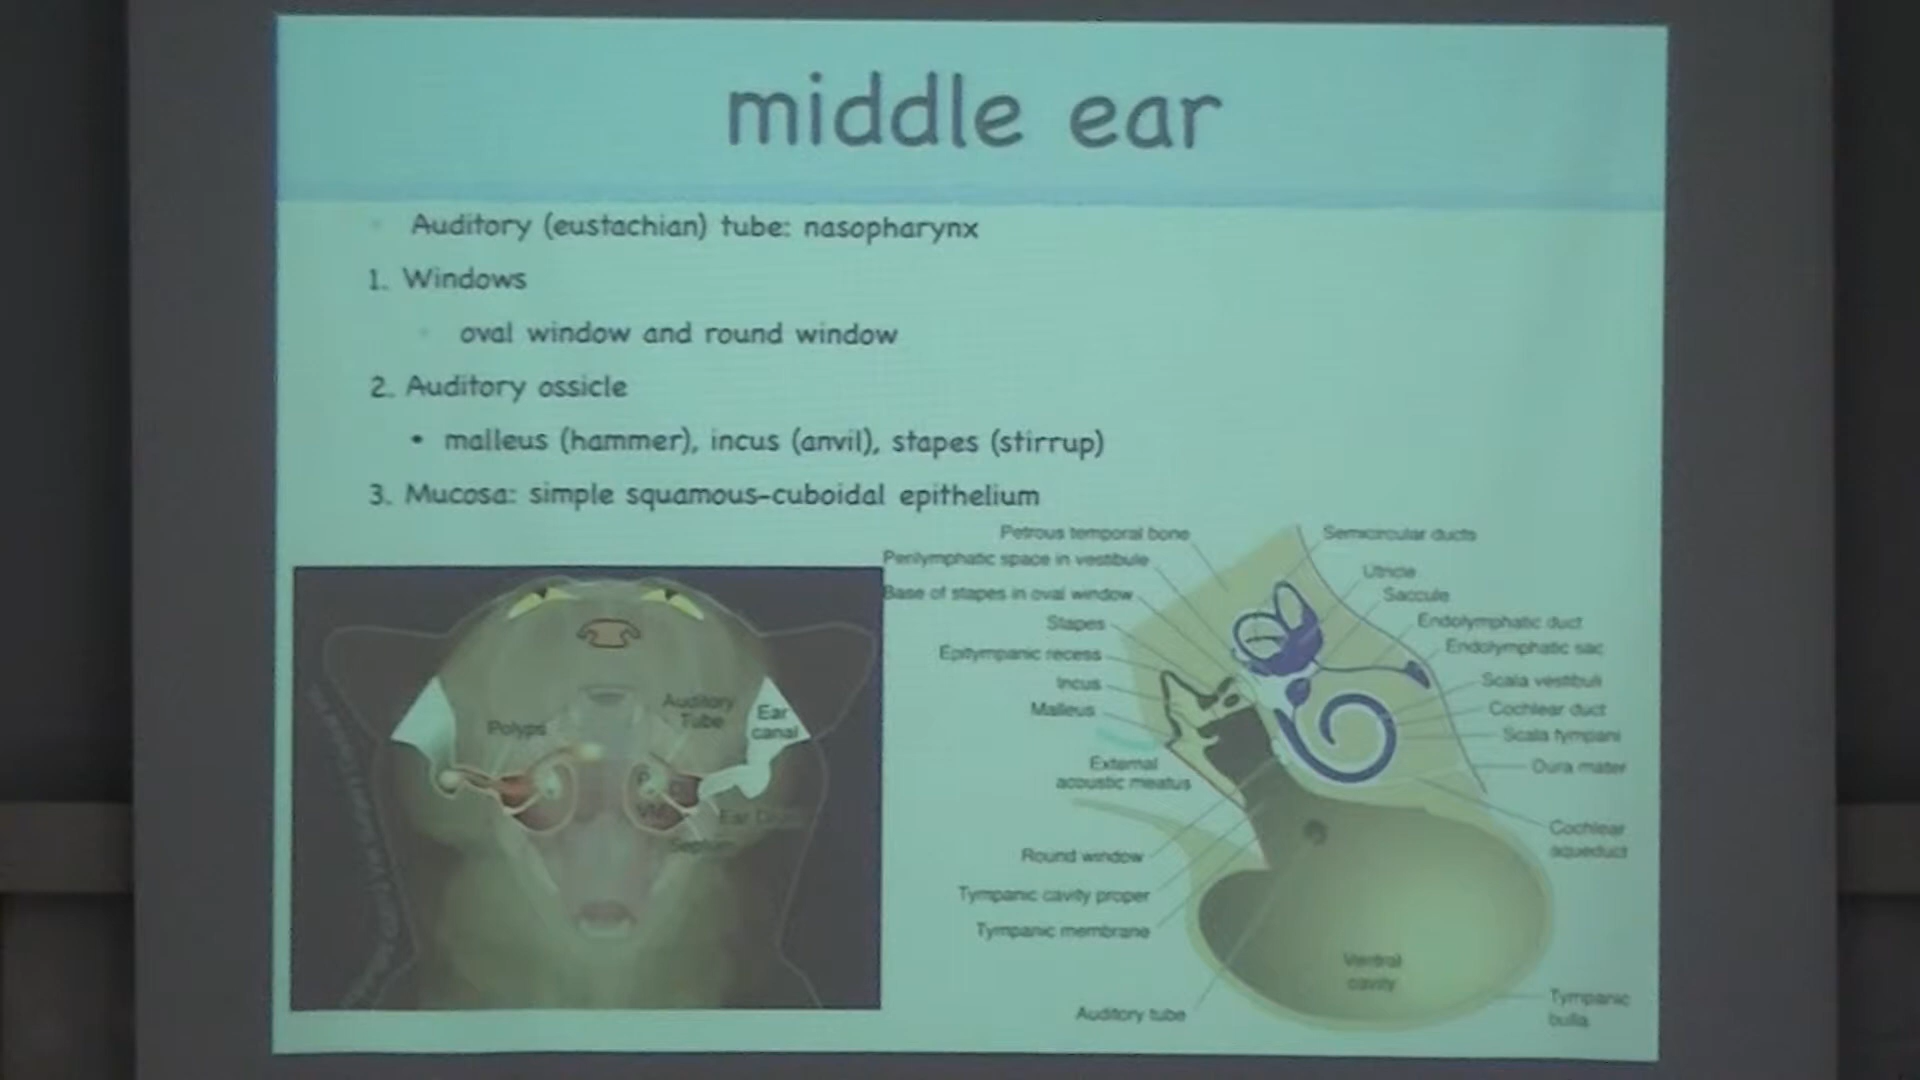 middle ear
Auditory (eustachian) tube: nasopharynx
1. Windows
oval window and round window
2. Auditory ossicle
• malleus (hammer), incus (anvil), stapes (stirrup)
3. Mucosa: simple squamous-cuboidal epithelium
Polyps
Auditory
Tube
Ear
canal
Septum
Petrous temporal bone
Perilymphatic space in vestibule
Base of stapes in oval window
Stapes
Epitympanic recess
Incus
Malleus
External
acoustic meatus
Round window
Tympanic cavity proper
Tympanic membrane
Auditory tube
Semicircular ducts
Utricle
Saccule
Endolymphatic duct
Endolymphatic sac
Scala vestibuli
Cochlear duct
Scala tympani
Dura mater
Cochlear
aqueduct
Ventral
cavity
Tympanic
bulla